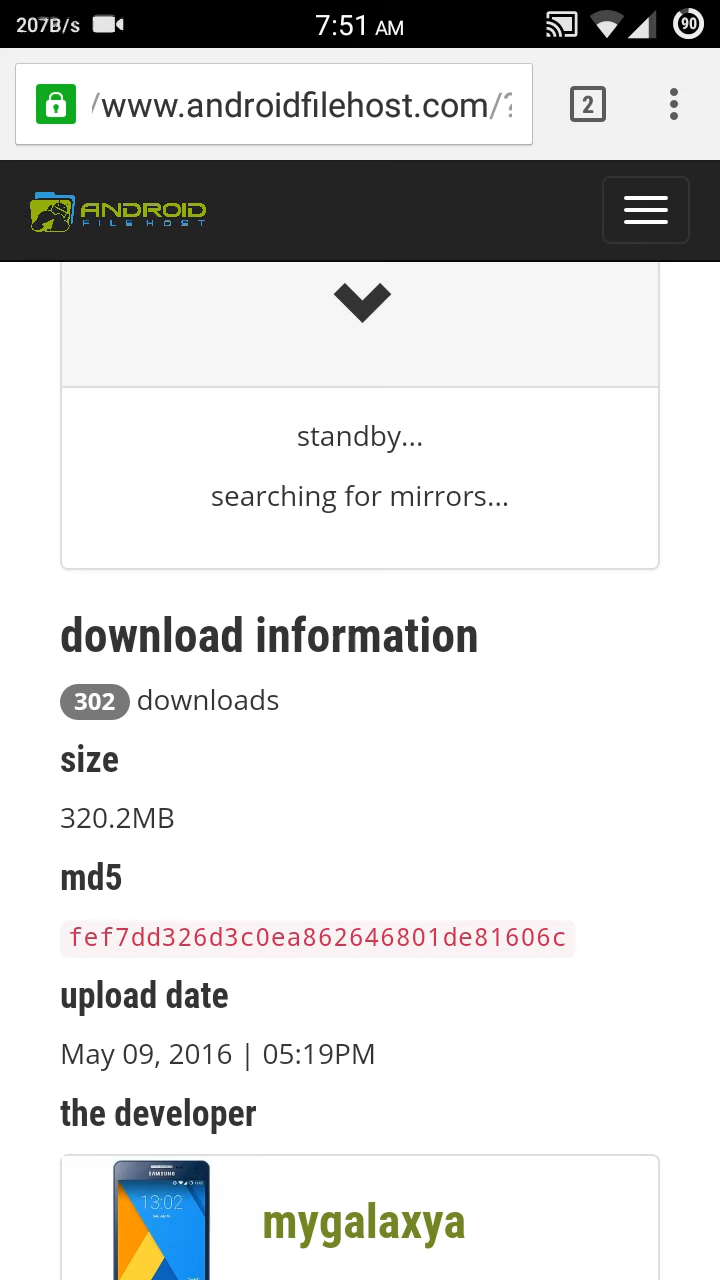 207B/s 7:51 AM 90
/www.androidfilehost.com/? 2
ANDROID
FILE HOST
standby...
searching for mirrors...
download information
302 downloads
size
320.2MB
md5
fef7dd326d3c0ea862646801de81606c
upload date
May 09, 2016 | 05:19PM
the developer
SAMSUNG
13:02
mygalaxya